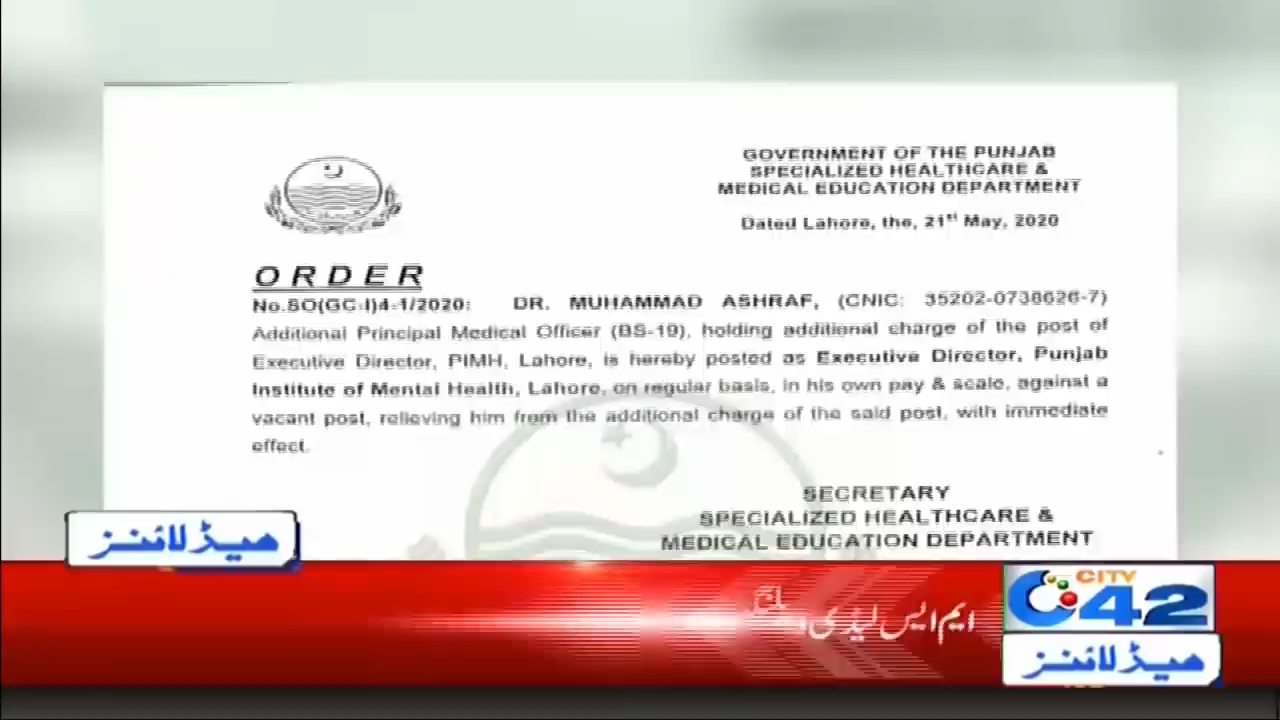 GOVERNMENT OF THE PUNJAB
SPECIALIZED HEALTHCARE &
MEDICAL EDUCATION DEPARTMENT
Dated Lahore, the, 21st May, 2020
ORDER
No.SO(GC-I)4-1/2020: DR. MUHAMMAD ASHRAF, (CNIC: 35202-0738626-7)
Additional Principal Medical Officer (BS-19), holding additional charge of the post of
Executive Director, PIMH, Lahore, is hereby posted as Executive Director, Punjab
Institute of Mental Health, Lahore, on regular basis, in his own pay & scale, against a
vacant post, relieving him from the additional charge of the said post, with immediate
effect.
SECRETARY
SPECIALIZED HEALTHCARE &
MEDICAL EDUCATION DEPARTMENT
ہیڈلائنز
ایم ایس لیڈی
CITY
42
ہیڈلائنز